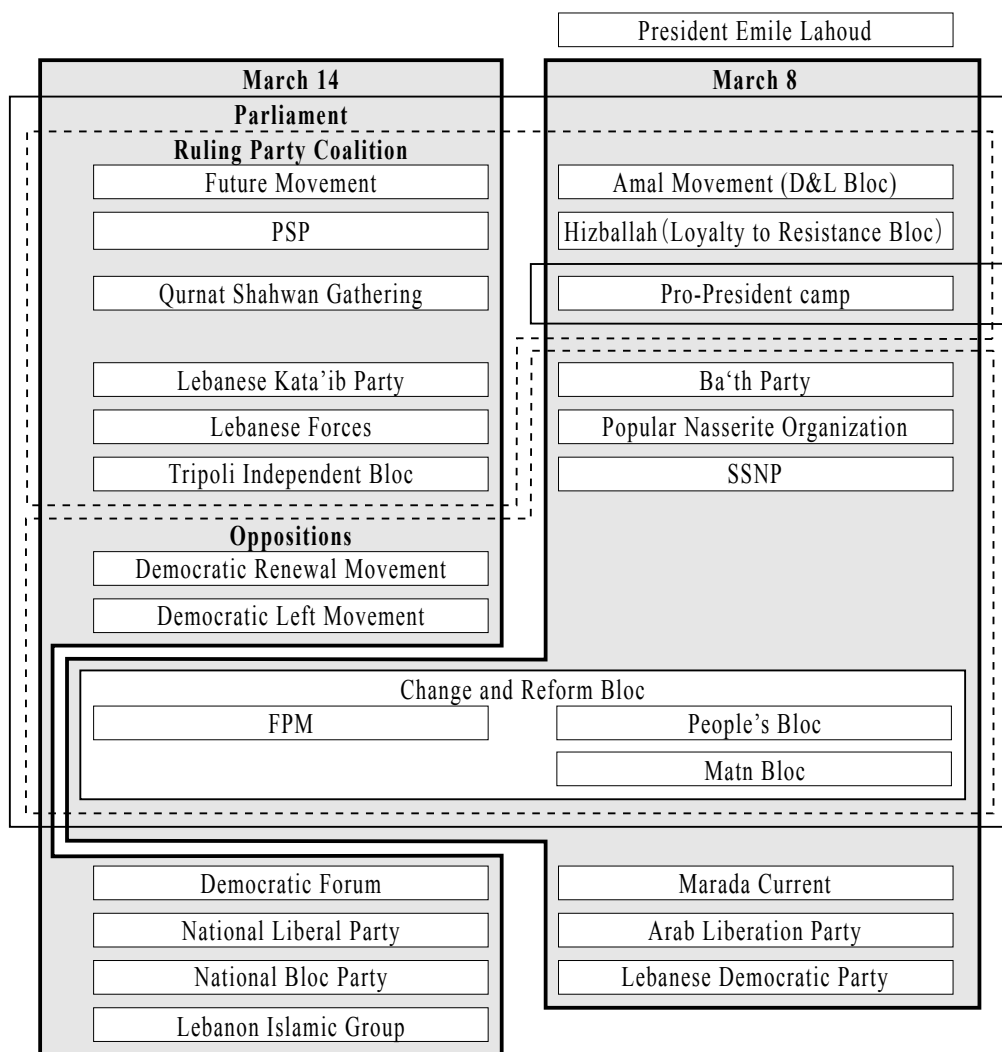 President Emile Lahoud
March 14
March 8
Parliament
Ruling Party Coalition
Future Movement
Amal Movement (D&L Bloc)
PSP
Hizballah（Loyalty to Resistance Bloc）
Qurnat Shahwan Gathering
Pro-President camp
Lebanese Kata’ib Party
Ba‘th Party
Lebanese Forces
Popular Nasserite Organization
Tripoli Independent Bloc
SSNP
Oppositions
Democratic Renewal Movement
Democratic Left Movement
Change and Reform Bloc
FPM
People’s Bloc
Matn Bloc
Democratic Forum
Marada Current
National Liberal Party
Arab Liberation Party
National Bloc Party
Lebanese Democratic Party
Lebanon Islamic Group